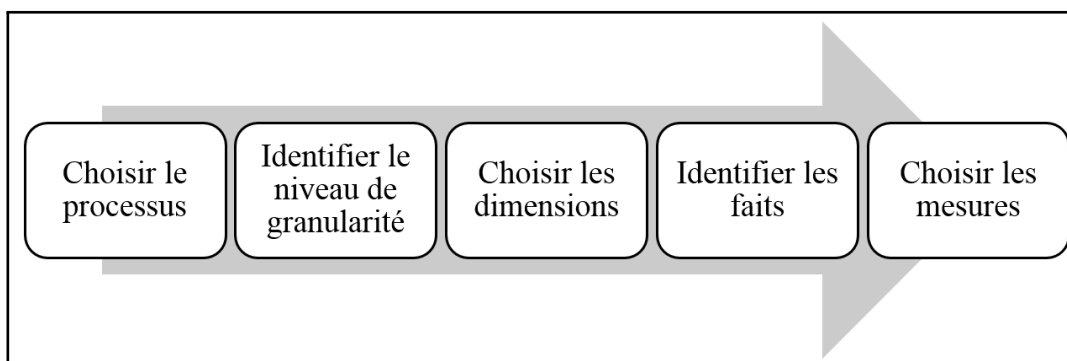 Choisir le
processus
Identifier le
niveau de
granularité
Choisir les
dimensions
Identifier les
faits
Choisir les
mesures